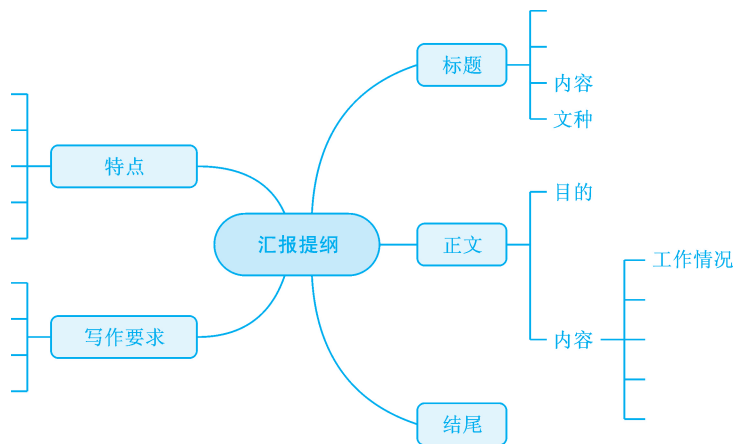 汇报提纲
标题
内容
文种
正文
目的
内容
工作情况
结尾
特点
写作要求